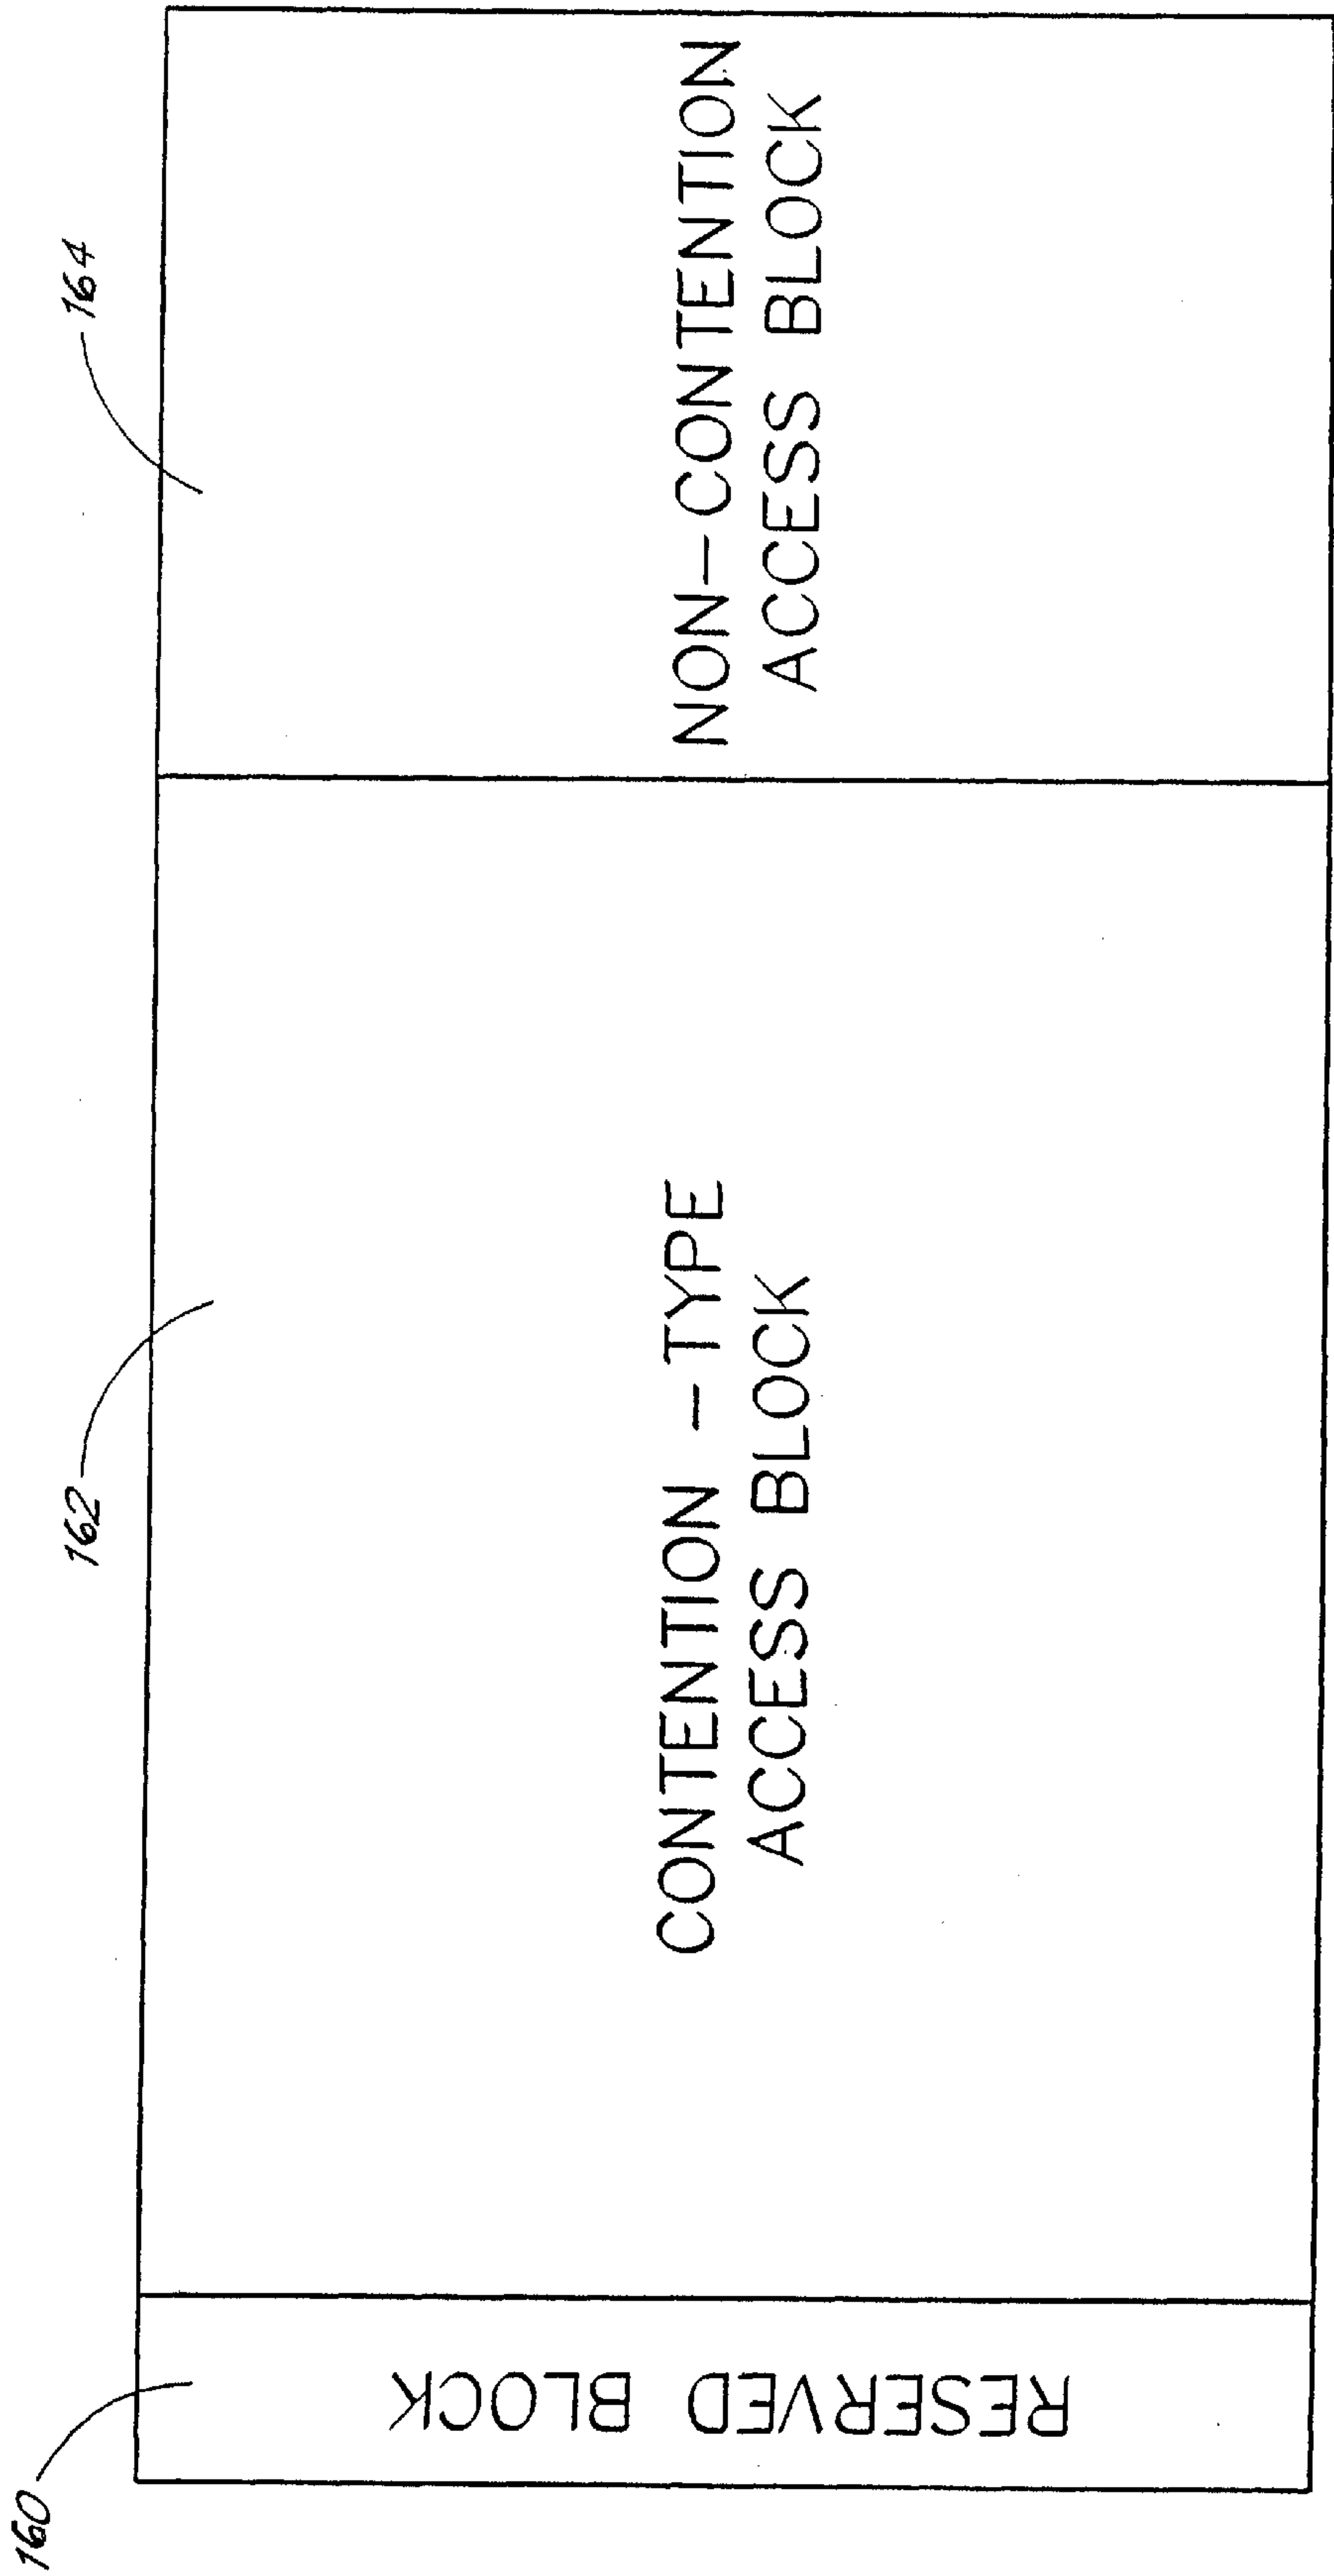 160
RESERVED BLOCK
162
CONTENTION -TYPE
ACCESS BLOCK
164
NON-CONTENTION
ACCESS BLOCK